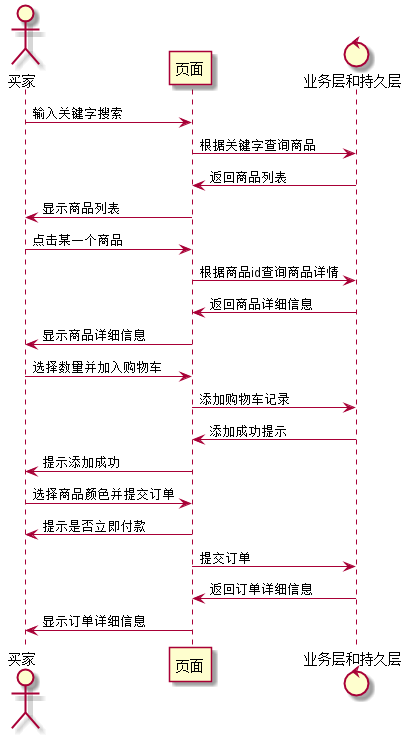 买家
页面
业务层和持久层
输入关键字搜索
根据关键字查询商品
返回商品列表
显示商品列表
点击某一个商品
根据商品id查询商品详情
返回商品详细信息
显示商品详细信息
选择数量并加入购物车
添加购物车记录
添加成功提示
提示添加成功
选择商品颜色并提交订单
提示是否立即付款
提交订单
返回订单详细信息
显示订单详细信息
买家
页面
业务层和持久层